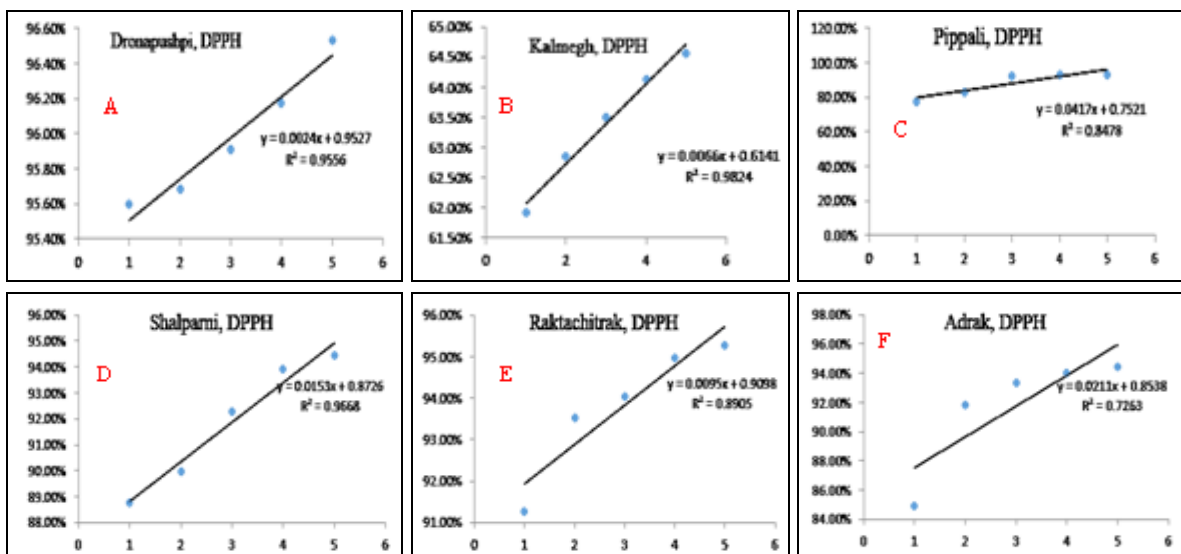 Dronapushpi, DPPH
A
96.60%
96.40%
96.20%
96.00%
95.80%
95.60%
95.40%
y = 0.0024x + 0.9527
R² = 0.9556
0 1 2 3 4 5 6
Kalmegh, DPPH
B
65.00%
64.50%
64.00%
63.50%
63.00%
62.50%
62.00%
61.50%
y = 0.0066x + 0.6141
R² = 0.9824
0 1 2 3 4 5 6
Pippali, DPPH
C
120.00%
100.00%
80.00%
60.00%
40.00%
20.00%
0.00%
y = 0.0417x + 0.7521
R² = 0.8478
0 1 2 3 4 5 6
Shalparni, DPPH
D
96.00%
95.00%
94.00%
93.00%
92.00%
91.00%
90.00%
89.00%
88.00%
y = 0.0153x + 0.8726
R² = 0.9668
0 1 2 3 4 5 6
Raktachitrak, DPPH
E
96.00%
95.00%
94.00%
93.00%
92.00%
91.00%
y = 0.0095x + 0.9098
R² = 0.8905
0 1 2 3 4 5 6
Adrak, DPPH
F
98.00%
96.00%
94.00%
92.00%
90.00%
88.00%
86.00%
84.00%
y = 0.0211x + 0.8538
R² = 0.7263
0 1 2 3 4 5 6